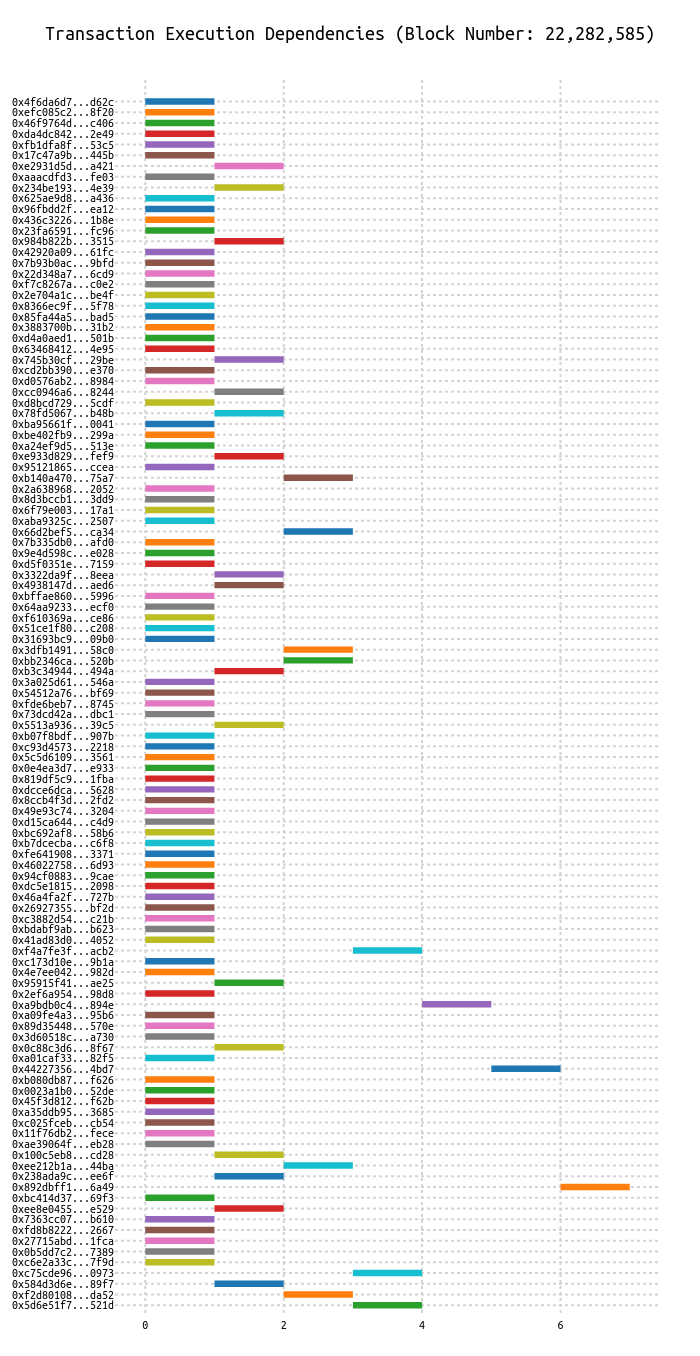 Transaction Execution Dependencies (Block Number: 22,282,585)
0x4f6da6d7...d62c
0xefc085c2...8f20
0x46f9764d...c406
0xda4dc842...2e49
0xfb1dfa8f...53c5
0x17c47a9b...445b
0xe2931d5d...a421
0xaaacdfd3...fe03
0x234be193...4e39
0x625ae9d8...a436
0x96fbdd2f...ea12
0x436c3226...1b8e
0x23fa6591...fc96
0x984b822b...3515
0x42920a09...61fc
0x7b93b0ac...9bfd
0x22d348a7...6cd9
0xf7c8267a...c0e2
0x2e704a1c...be4f
0x8366ec9f...5f78
0x85fa44a5...bad5
0x3883700b...31b2
0xd4a0aed1...501b
0x63468412...4e95
0x745b30cf...29be
0xcd2bb390...e370
0xd0576ab2...8984
0xcc0946a6...8244
0xd8bcd729...5cdf
0x78fd5067...b48b
0xba95661f...0041
0xbe402fb9...299a
0xa24ef9d5...513e
0xe933d829...fef9
0x95121865...ccea
0xb140a470...75a7
0x2a638968...2052
0x8d3bccb1...3dd9
0x6f79e003...17a1
0xaba9325c...2507
0x66d2bef5...ca34
0x7b335db0...afd0
0x9e4d598c...e028
0xd5f0351e...7159
0x3322da9f...8eea
0x4938147d...aed6
0xbffae860...5996
0x64aa9233...ecf0
0xf610369a...ce86
0x51ce1f80...c208
0x31693bc9...09b0
0x3dfb1491...58c0
0xbb2346ca...520b
0xb3c34944...494a
0x3a025d61...546a
0x54512a76...bf69
0xfde6beb7...8745
0x73dcd42a...dbc1
0x5513a936...39c5
0xb07f8bdf...907b
0xc93d4573...2218
0x5c5d6109...3561
0x0e4ea3d7...e933
0x819df5c9...1fba
0xdcce6dca...5628
0x8ccb4f3d...2fd2
0x49e93c74...3204
0xd15ca644...c4d9
0xbc692af8...58b6
0xb7dcecba...c6f8
0xfe641908...3371
0x46022758...6d93
0x94cf0883...9cae
0xdc5e1815...2098
0x46a4fa2f...727b
0x26927355...bf2d
0xc3882d54...c21b
0xbdabf9ab...b623
0x41ad83d0...4052
0xf4a7fe3f...acb2
0xc173d10e...9b1a
0x4e7ee042...982d
0x95915f41...ae25
0x2ef6a954...98d8
0xa9bdb0c4...894e
0xa09fe4a3...95b6
0x89d35448...570e
0x3d60518c...a730
0x0c88c3d6...8f67
0xa01caf33...82f5
0x44227356...4bd7
0xb080db87...f626
0x0023a1b0...52de
0x45f3d812...f62b
0xa35ddb95...3685
0xc025fceb...cb54
0x11f76db2...fece
0xae39064f...eb28
0x100c5eb8...cd28
0xee212b1a...44ba
0x238ada9c...ee6f
0x892dbff1...6a49
0xbc414d37...69f3
0xee8e0455...e529
0x7363cc07...b610
0xfd8b8222...2667
0x27715abd...1fca
0x0b5dd7c2...7389
0xc6e2a33c...7f9d
0xc75cde96...0973
0x584d3d6e...89f7
0xf2d80108...da52
0x5d6e51f7...521d
0 2 4 6